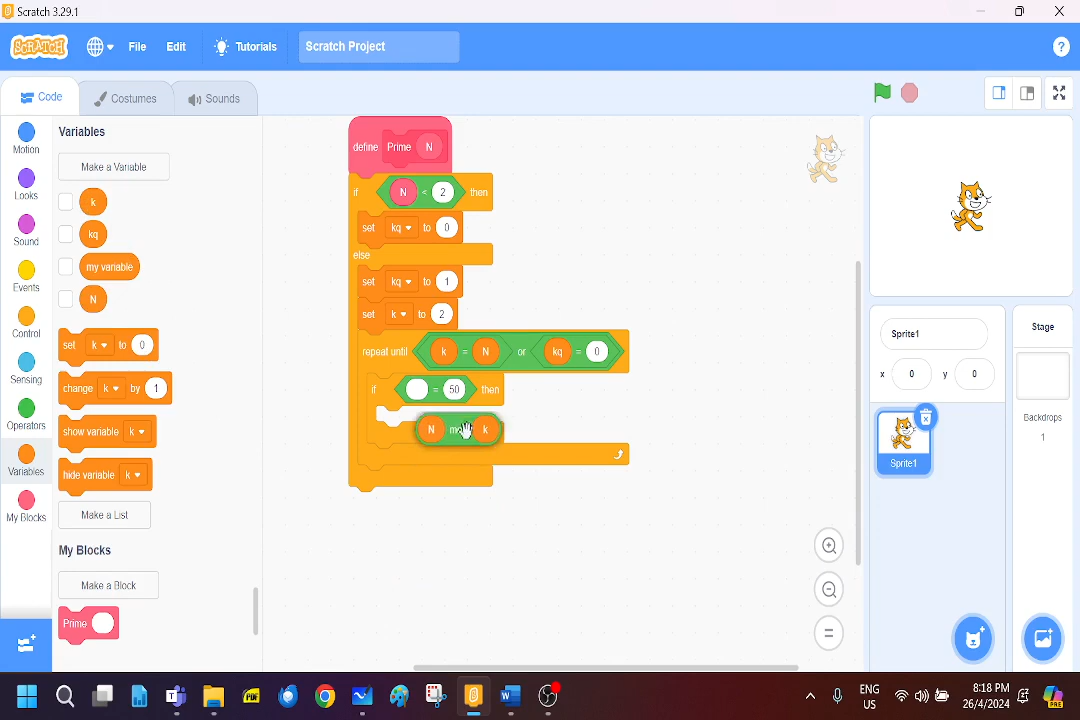 Scratch 3.29.1
SCRATCH File Edit Tutorials Scratch Project ?
Code Costumes Sounds
Motion
Looks
Sound
Events
Control
Sensing
Operators
Variables
My Blocks
Variables
Make a Variable
k
kq
my variable
N
set k to 0
change k by 1
show variable k
hide variable k
Make a List
My Blocks
Make a Block
Prime
define Prime N
if N < 2 then
set kq to 0
else
set kq to 1
set k to 2
repeat until k = N or kq = 0
if = 50 then
N k
Sprite1
x 0 y 0
Sprite1
Stage
Backdrops
1
ENG
US
8:18 PM
26/4/2024
PDF
PRE